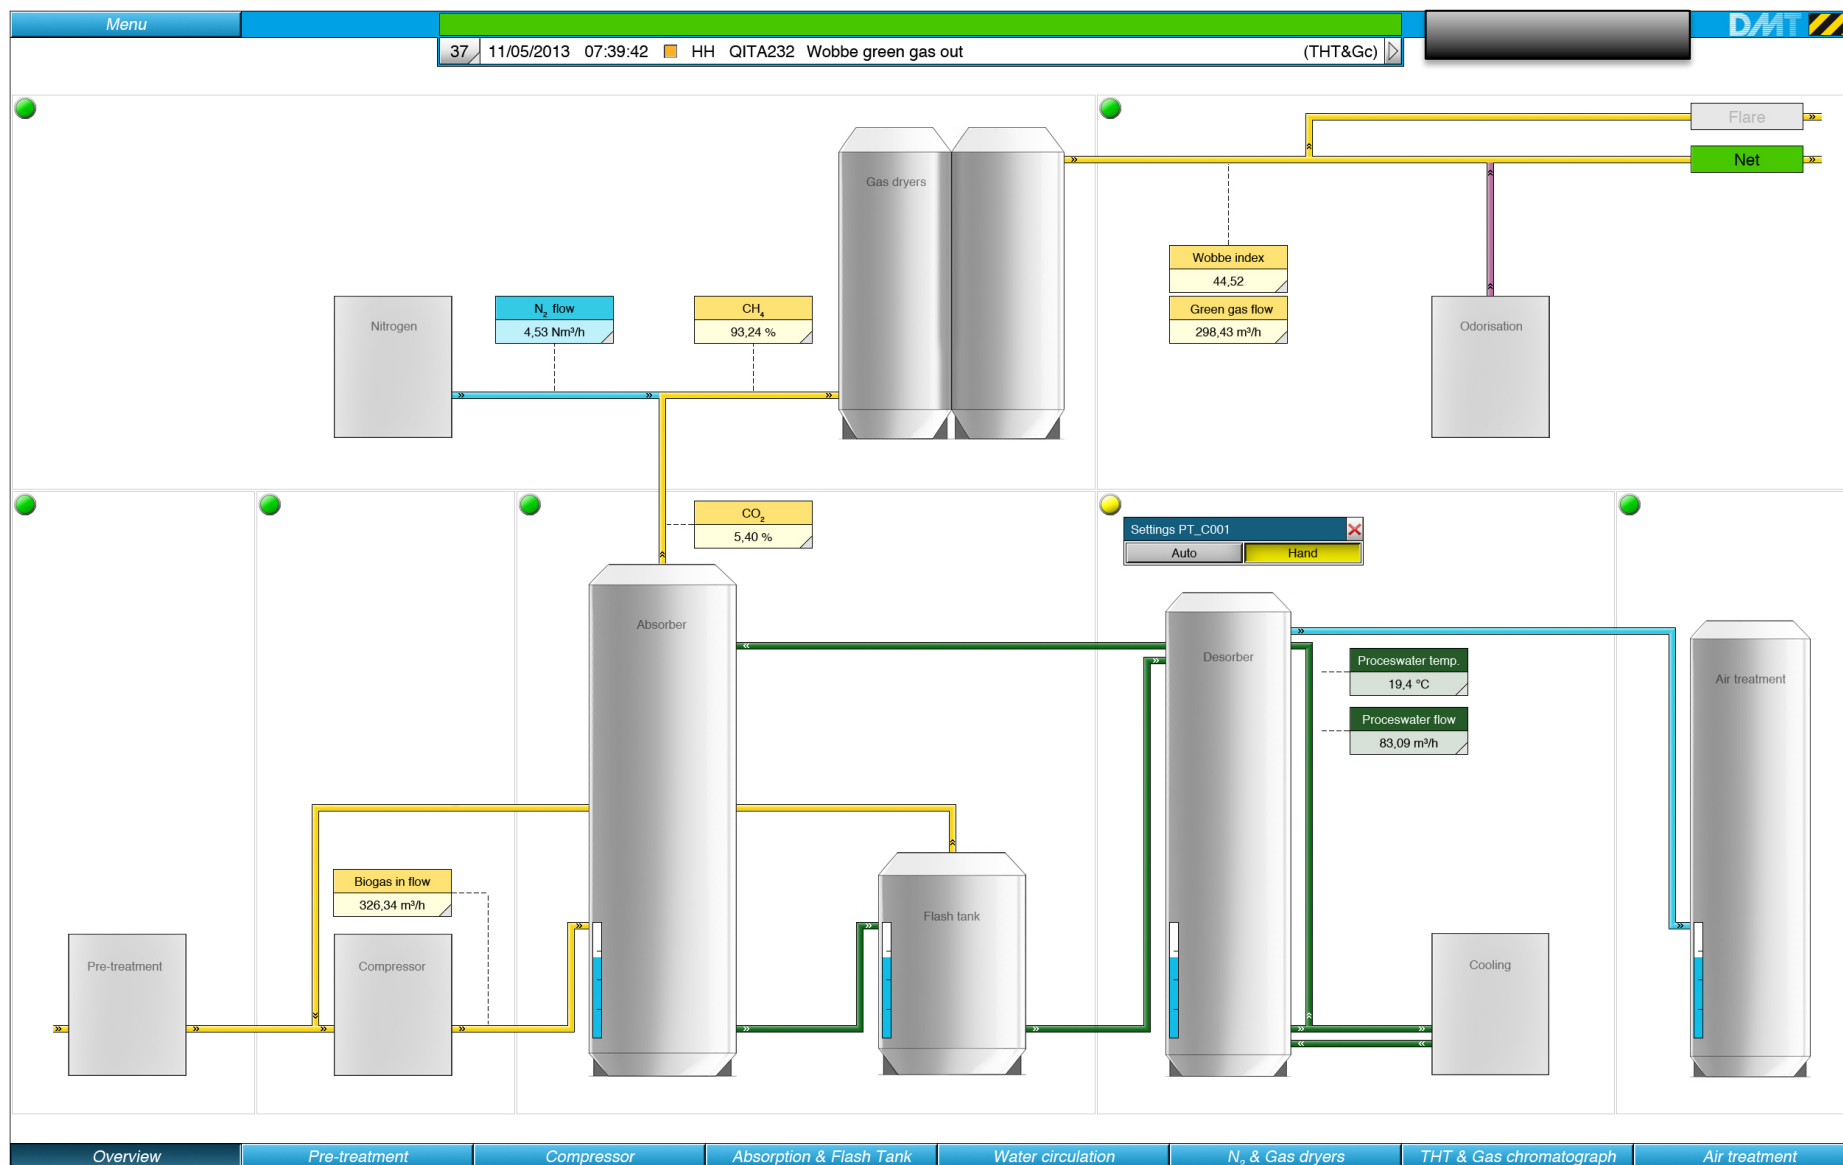 Menu
DMT
37 11/05/2013 07:39:42 HH QITA232 Wobbe green gas out (THT&Gc)
Flare
Net
Gas dryers
Wobbe index
44,52
Green gas flow
298,43 m³/h
Nitrogen
N₂ flow
4,53 Nm³/h
CH₄
93,24 %
Odorisation
CO₂
5,40 %
Settings PT_C001
Auto Hand
Absorber
Desorber
Proceswater temp.
19,4 °C
Proceswater flow
83,09 m³/h
Air treatment
Biogas in flow
326,34 m³/h
Flash tank
Pre-treatment
Compressor
Cooling
Overview Pre-treatment Compressor Absorption & Flash Tank Water circulation N₂ & Gas dryers THT & Gas chromatograph Air treatment